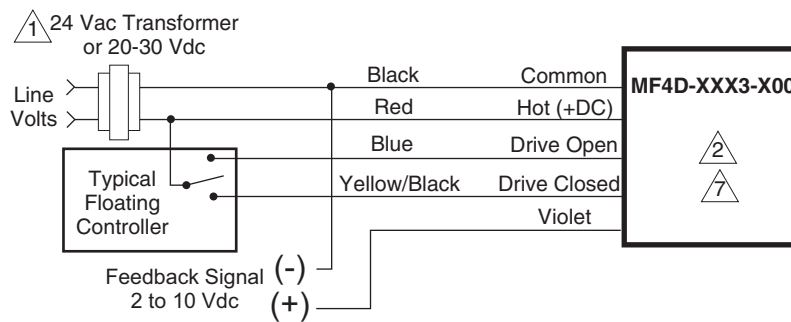 1 24 Vac Transformer
or 20-30 Vdc
Line
Volts
Black Common
Red Hot (+DC)
Blue Drive Open
Yellow/Black Drive Closed
Violet
MF4D-XXX3-X00
2
7
Typical
Floating
Controller
Feedback Signal (-)
2 to 10 Vdc (+)